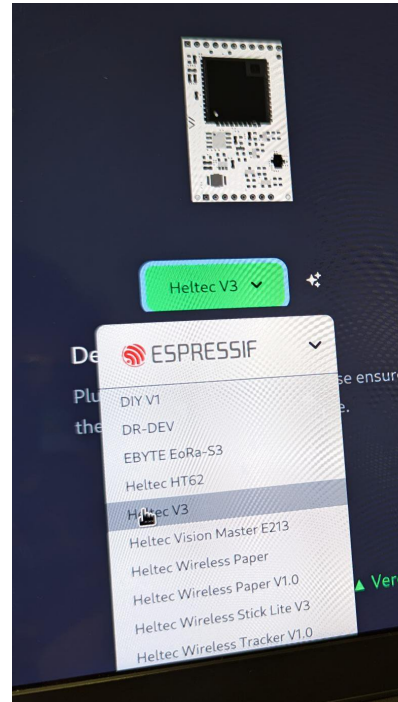 Heltec V3
De
ESPRESSIF
Plu
se ensur
the
e.
DIY V1
DR-DEV
EBYTE EoRa-S3
Heltec HT62
Heltec V3
Heltec Vision Master E213
Heltec Wireless Paper
Heltec Wireless Paper V1.0
▲ Ver
Heltec Wireless Stick Lite V3
Heltec Wireless Tracker V1.0